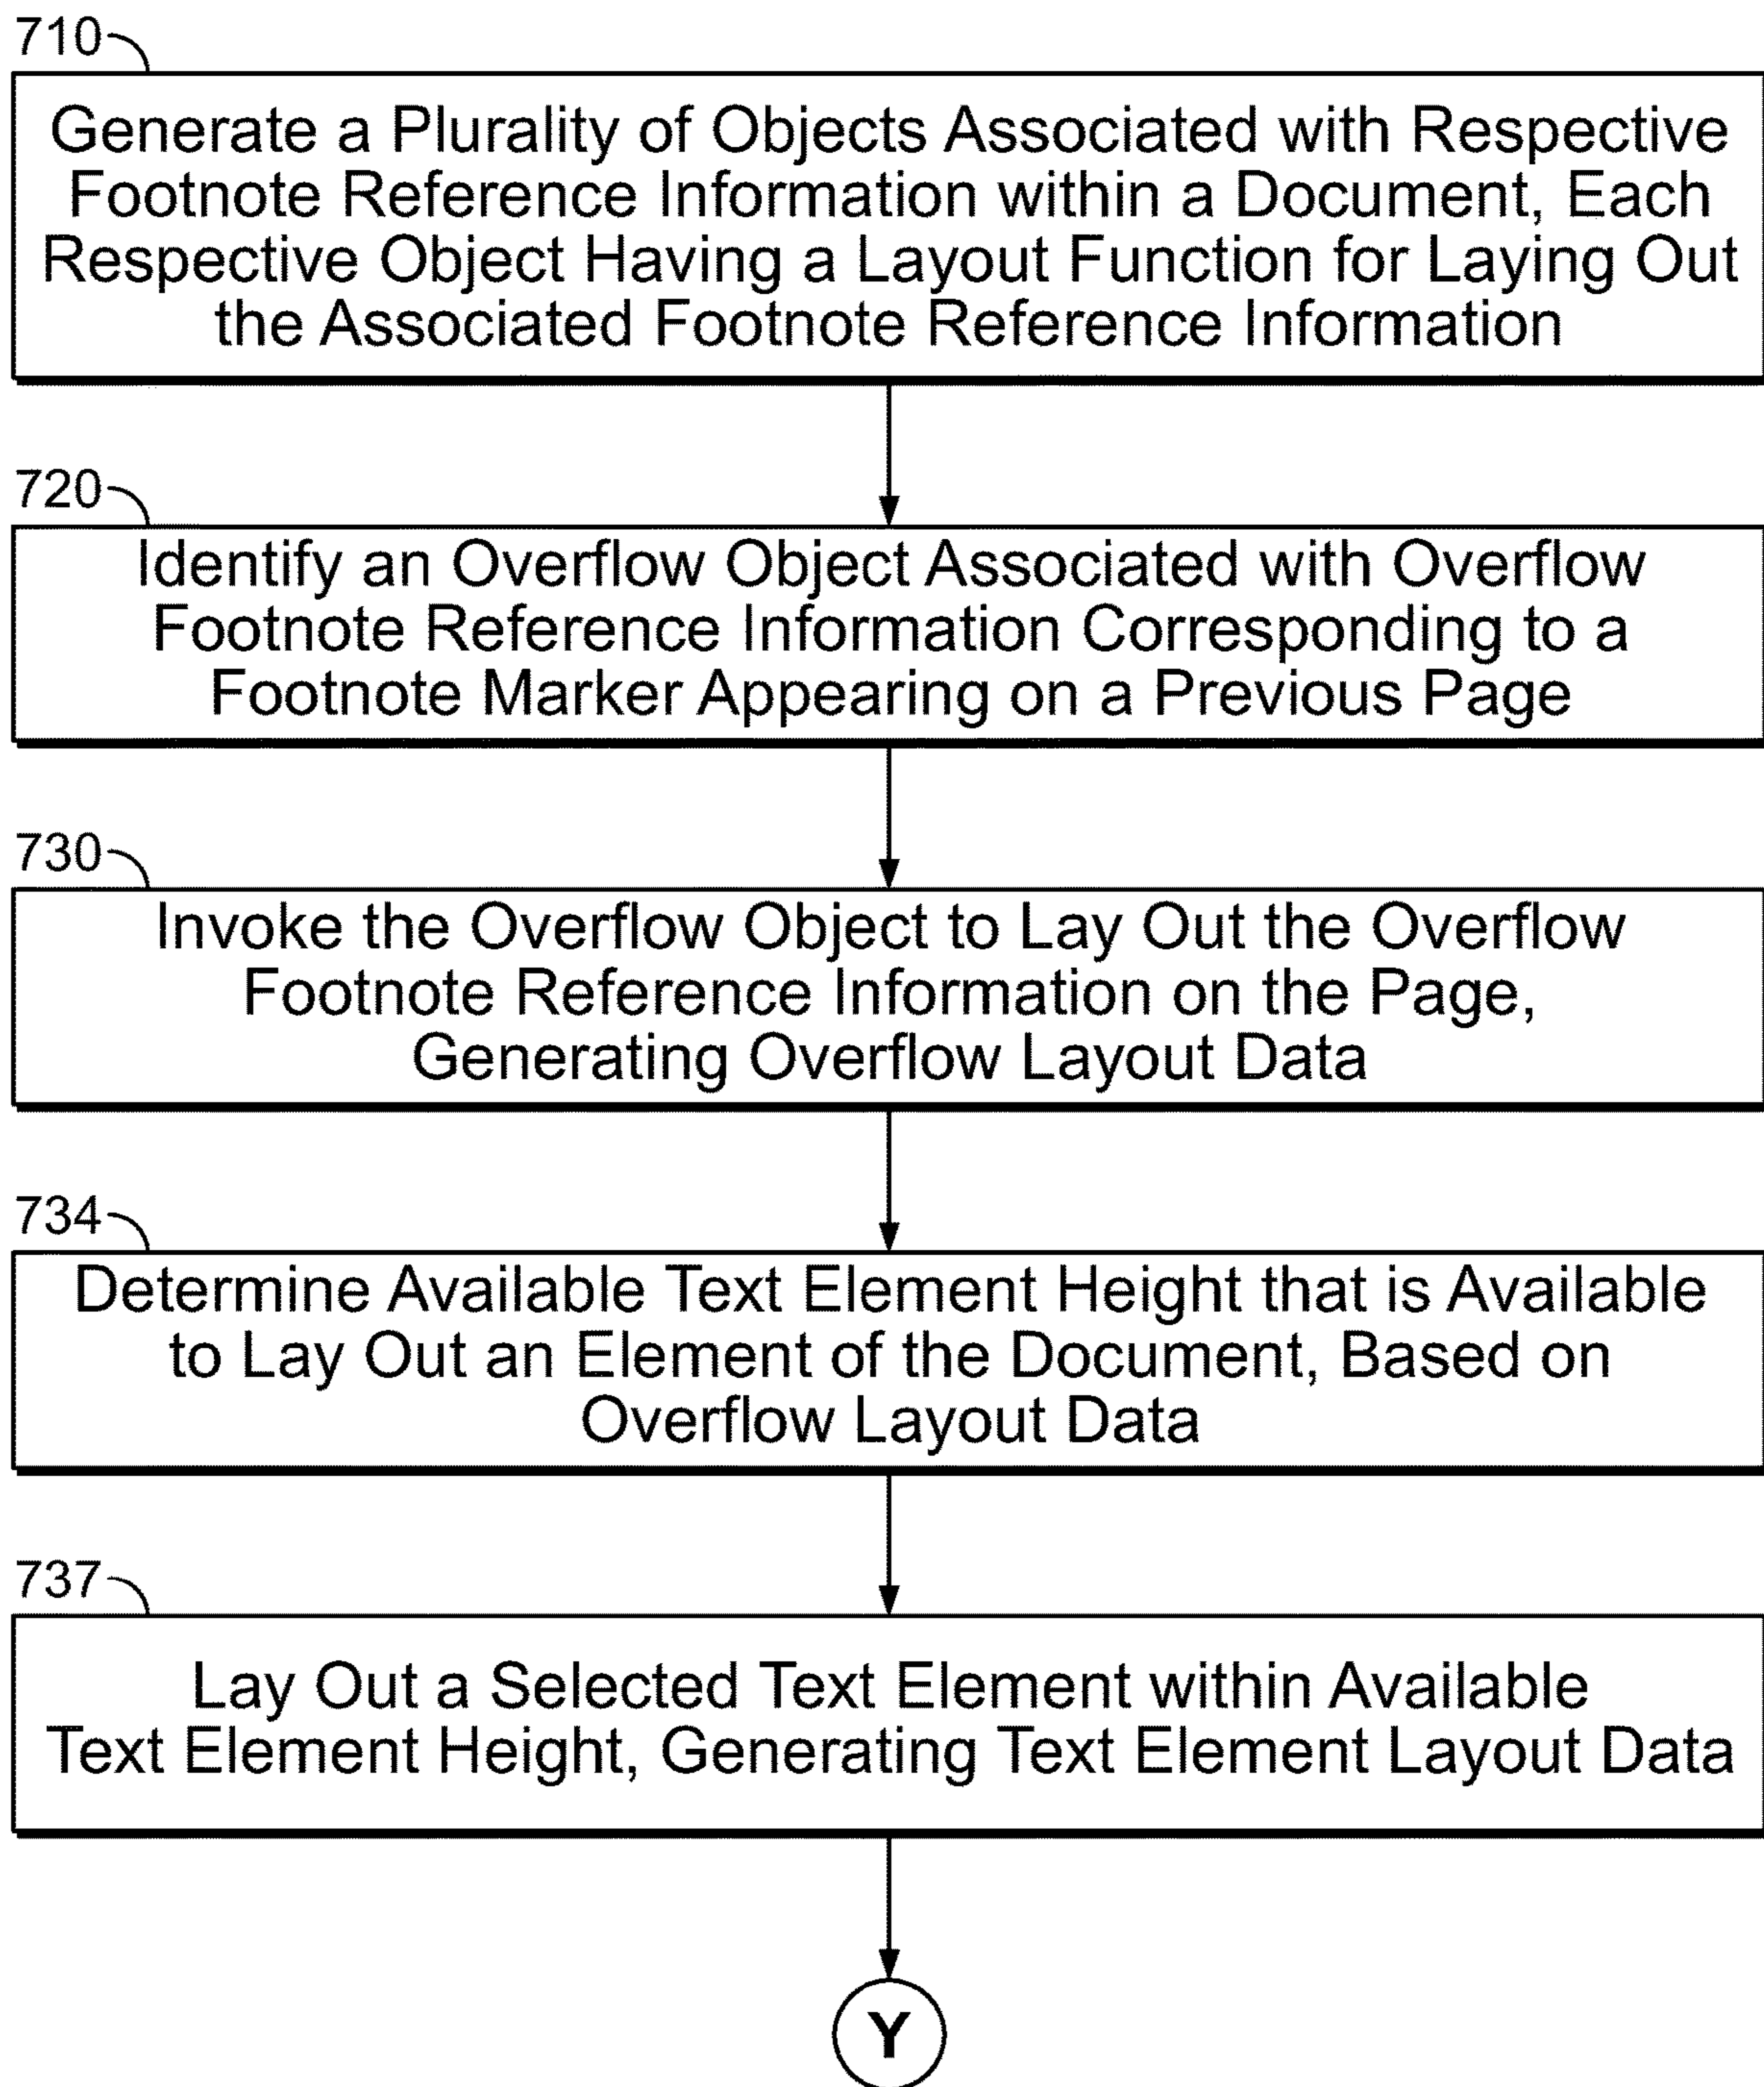 710
Generate a Plurality of Objects Associated with Respective
Footnote Reference Information within a Document, Each
Respective Object Having a Layout Function for Laying Out
the Associated Footnote Reference Information
720
Identify an Overflow Object Associated with Overflow
Footnote Reference Information Corresponding to a
Footnote Marker Appearing on a Previous Page
730
Invoke the Overflow Object to Lay Out the Overflow
Footnote Reference Information on the Page,
Generating Overflow Layout Data
734
Determine Available Text Element Height that is Available
to Lay Out an Element of the Document, Based on
Overflow Layout Data
737
Lay Out a Selected Text Element within Available
Text Element Height, Generating Text Element Layout Data
Y